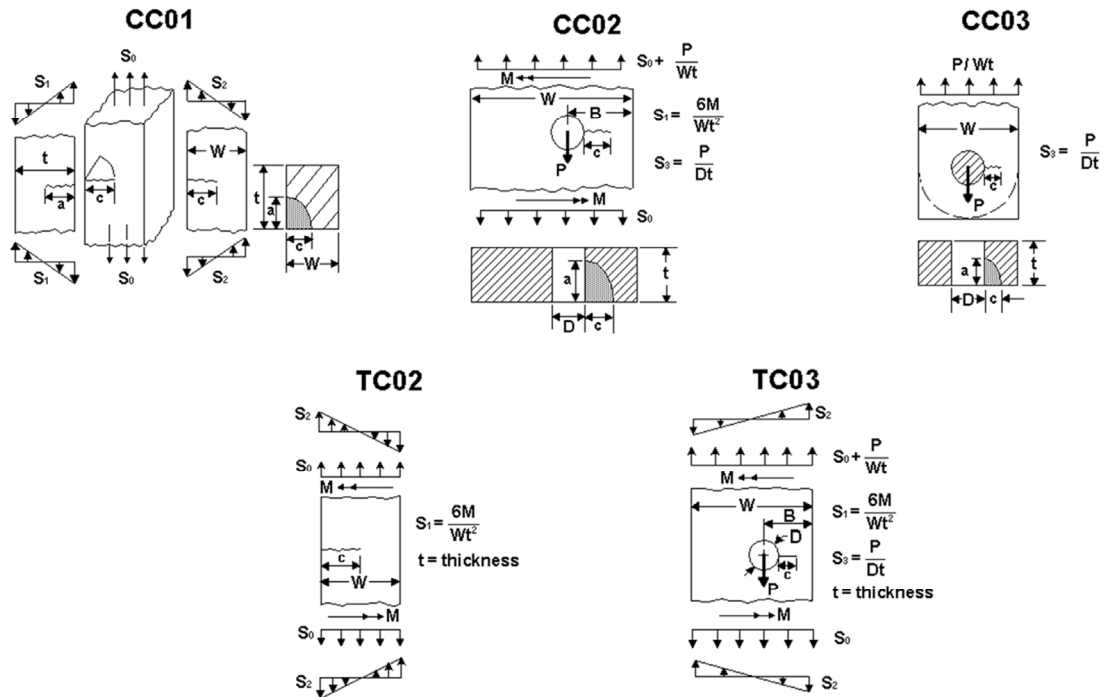 CC01
S₀
S₁
S₂
t
a
c
W
c
S₁
S₀
S₂
t
a
c
W
CC02
S₀ + P/Wt
M
W
B
S₁ = 6M/Wt²
c
S₃ = P/Dt
P
M
S₀
a
t
D
c
CC03
P/ Wt
W
S₃ = P/Dt
c
P
a
t
D
c
TC02
S₂
S₀
M
S₁ = 6M/Wt²
t = thickness
c
W
M
S₀
S₂
TC03
S₂
S₀ + P/Wt
M
W
B
S₁ = 6M/Wt²
D
S₃ = P/Dt
c
P
t = thickness
M
S₀
S₂